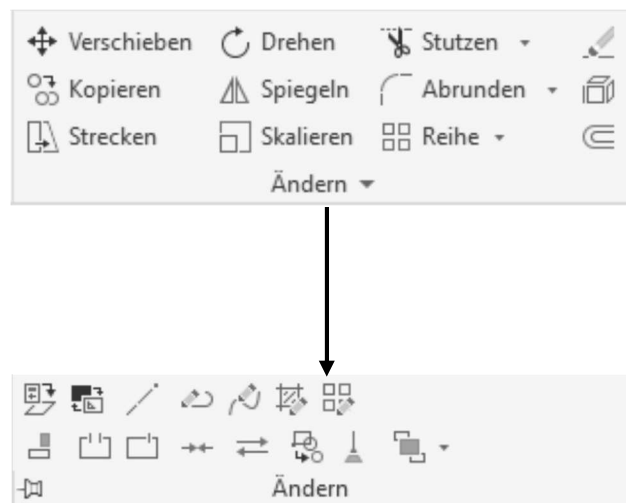 Verschieben Drehen Stutzen
Kopieren Spiegeln Abrunden
Strecken Skalieren Reihe
Ändern
Ändern